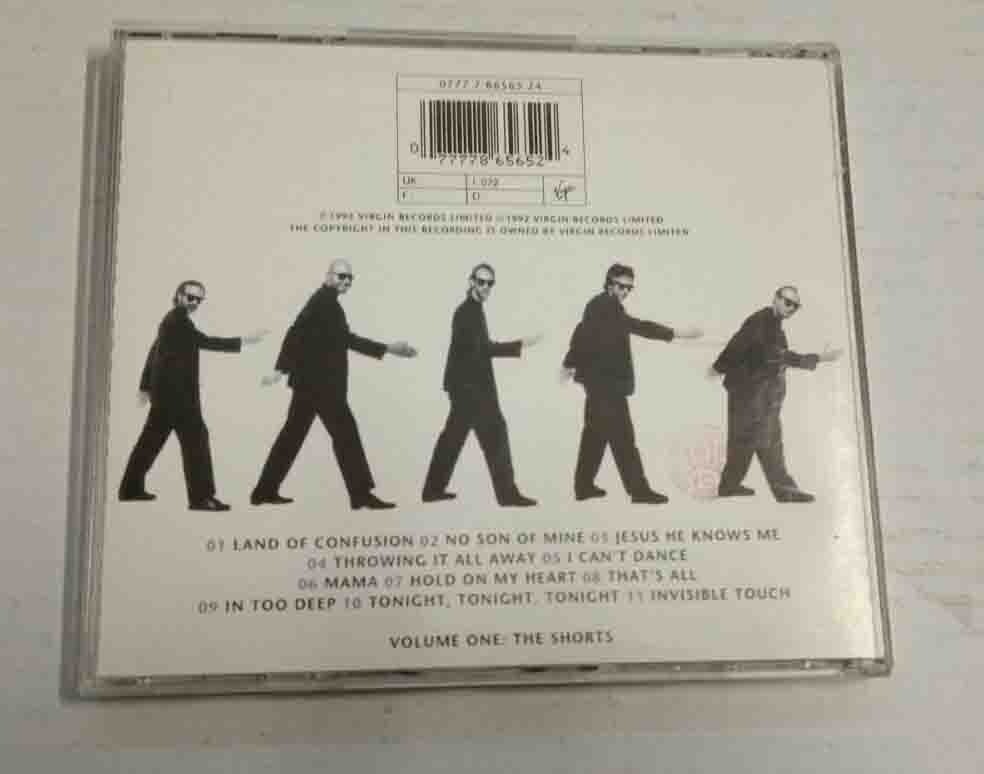 0777 7 86565 24
0 77778 65652 4
UK:
F:
D:
Virgin
℗ 1992 VIRGIN RECORDS LIMITED © 1992 VIRGIN RECORDS LIMITED
THE COPYRIGHT IN THIS RECORDING IS OWNED BY VIRGIN RECORDS LIMITED
01 LAND OF CONFUSION 02 NO SON OF MINE 03 JESUS HE KNOWS ME
04 THROWING IT ALL AWAY 05 I CAN'T DANCE
06 MAMA 07 HOLD ON MY HEART 08 THAT'S ALL
09 IN TOO DEEP 10 TONIGHT, TONIGHT, TONIGHT 11 INVISIBLE TOUCH
VOLUME ONE: THE SHORTS